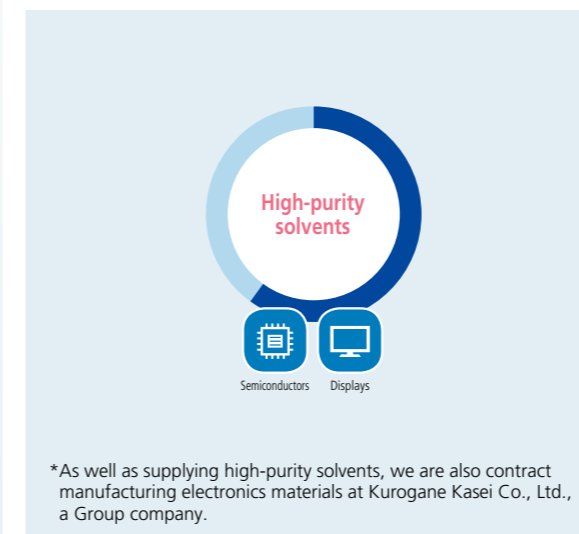 High-purity
solvents
Semiconductors Displays
*As well as supplying high-purity solvents, we are also contract
manufacturing electronics materials at Kurogane Kasei Co., Ltd.,
a Group company.